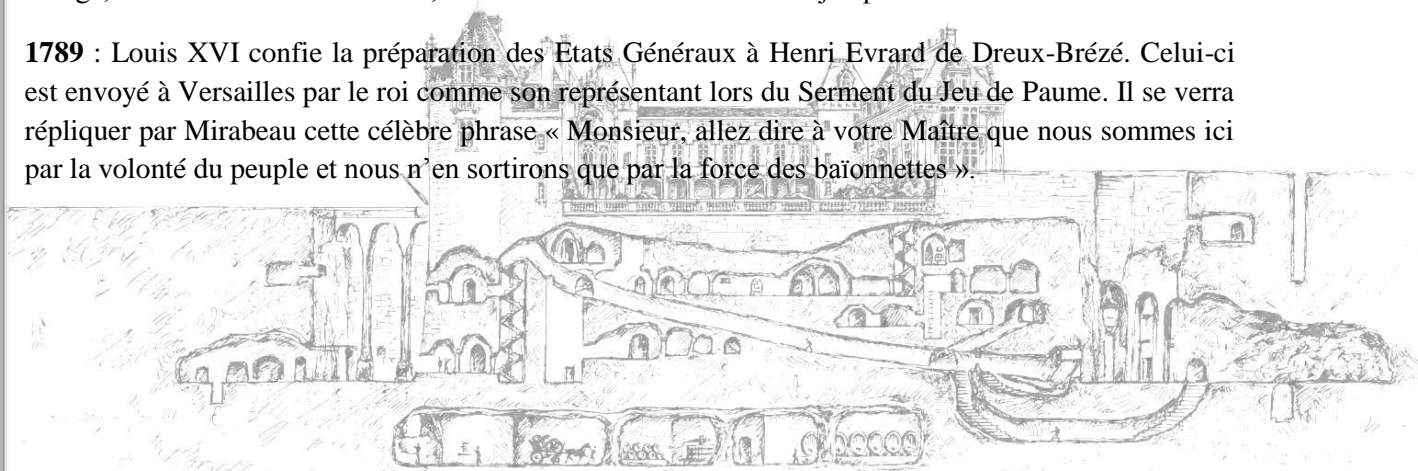 1789 : Louis XVI confie la préparation des Etats Généraux à Henri Evrard de Dreux-Brézé. Celui-ci
est envoyé à Versailles par le roi comme son représentant lors du Serment du Jeu de Paume. Il se verra
répliquer par Mirabeau cette célèbre phrase « Monsieur, allez dire à votre Maître que nous sommes ici
par la volonté du peuple et nous n’en sortirons que par la force des baïonnettes ».